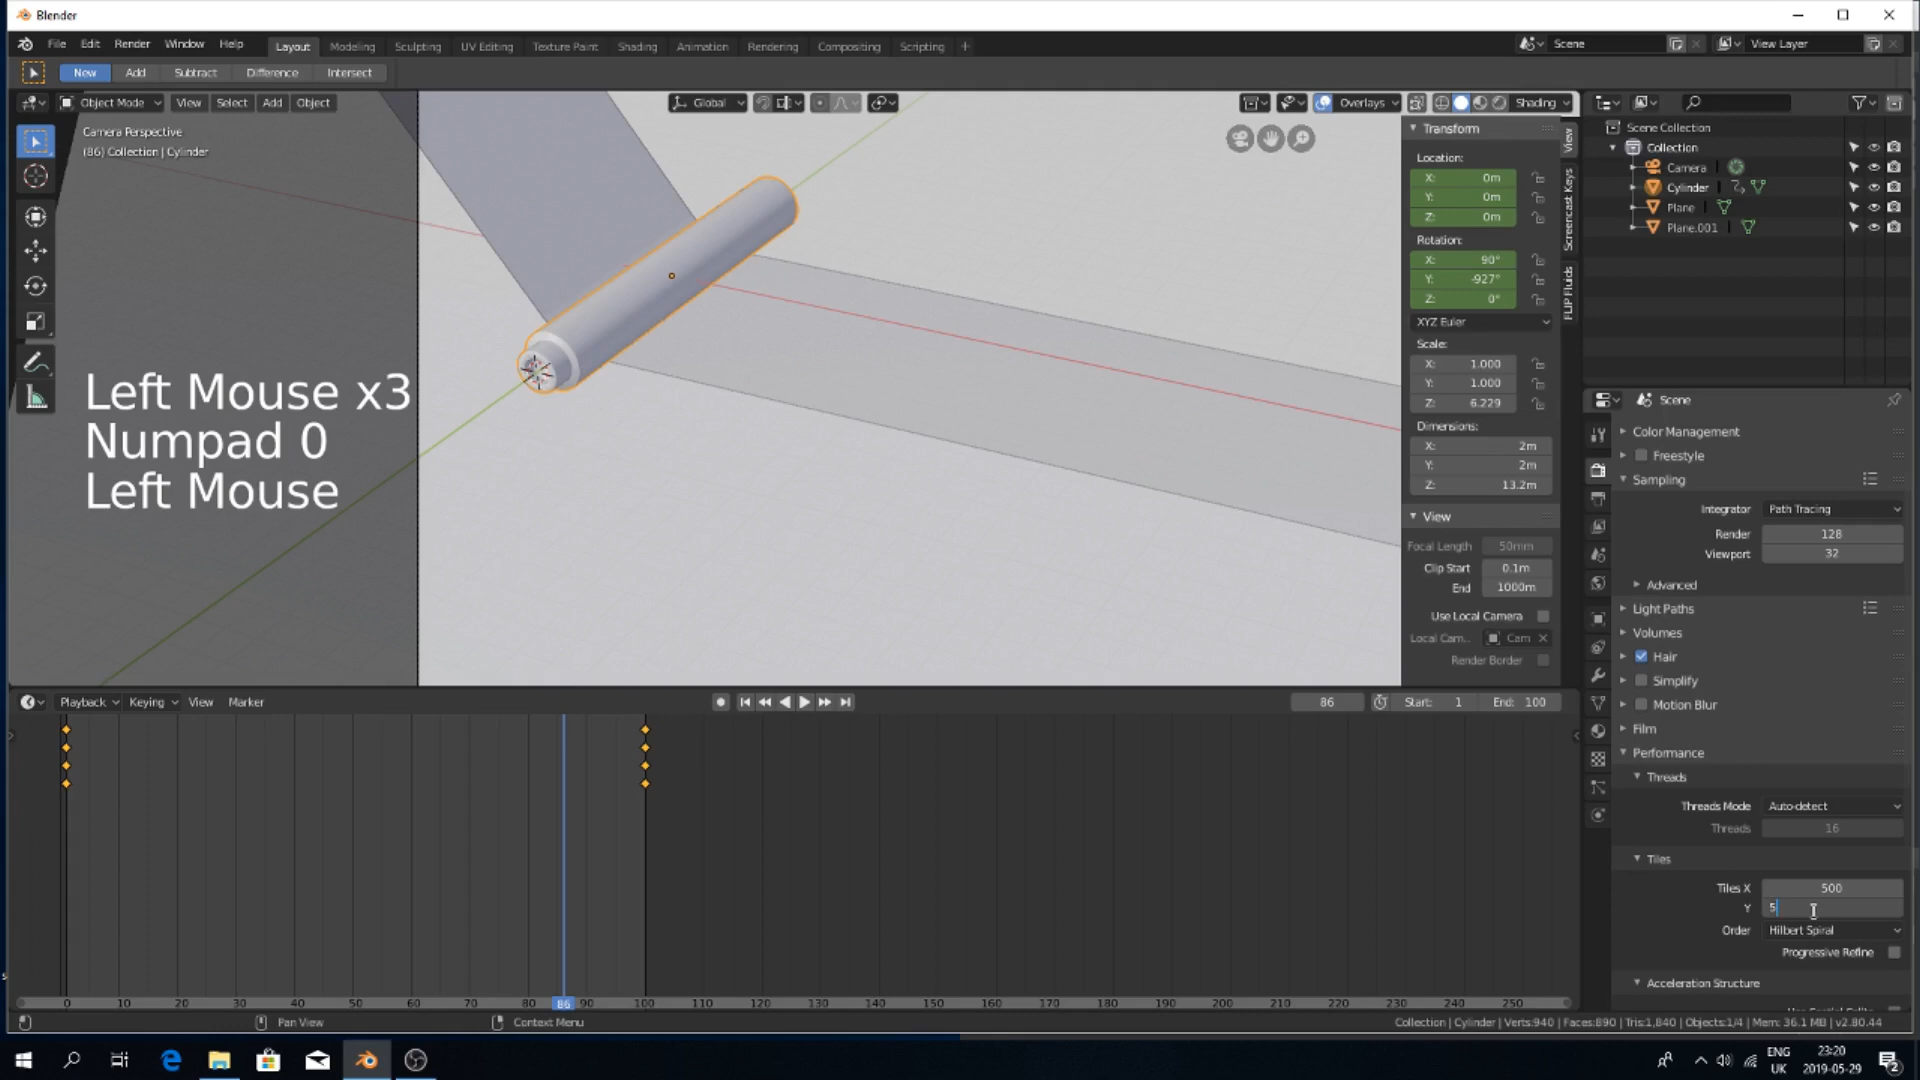 Blender
File Edit Render Window Help Layout Modeling Sculpting UV Editing Texture Paint Shading Animation Rendering Compositing Scripting + Scene View Layer
New Add Subtract Difference Intersect
Object Mode View Select Add Object Global Overlays Shading
Camera Perspective
(86) Collection | Cylinder
Left Mouse x3
Numpad 0
Left Mouse
Transform
Location:
X: 0m
Y: 0m
Z: 0m
Rotation:
X: 90°
Y: -927°
Z: 0°
XYZ Euler
Scale:
X: 1.000
Y: 1.000
Z: 6.229
Dimensions:
X: 2m
Y: 2m
Z: 13.2m
View
Focal Length 50mm
Clip Start 0.1m
End 1000m
Use Local Camera
Local Cam.. Cam
Render Border
View
Screencast Keys
FLIP Fluids
Scene Collection
Collection
Camera
Cylinder
Plane
Plane.001
Scene
Color Management
Freestyle
Sampling
Integrator Path Tracing
Render 128
Viewport 32
Advanced
Light Paths
Volumes
Hair
Simplify
Motion Blur
Film
Performance
Threads
Threads Mode Auto-detect
Threads 16
Tiles
Tiles X 500
Y 5
Order Hilbert Spiral
Progressive Refine
Acceleration Structure
Playback Keying View Marker 86 Start: 1 End: 100
0 10 20 30 40 50 60 70 80 86 90 100 110 120 130 140 150 160 170 180 190 200 210 220 230 240 250
Pan View Context Menu Collection | Cylinder | Verts:940 | Faces:890 | Tris:1,840 | Objects:1/4 | Mem: 36.1 MB | v2.80.44
ENG
UK
23:20
2019-05-29
2